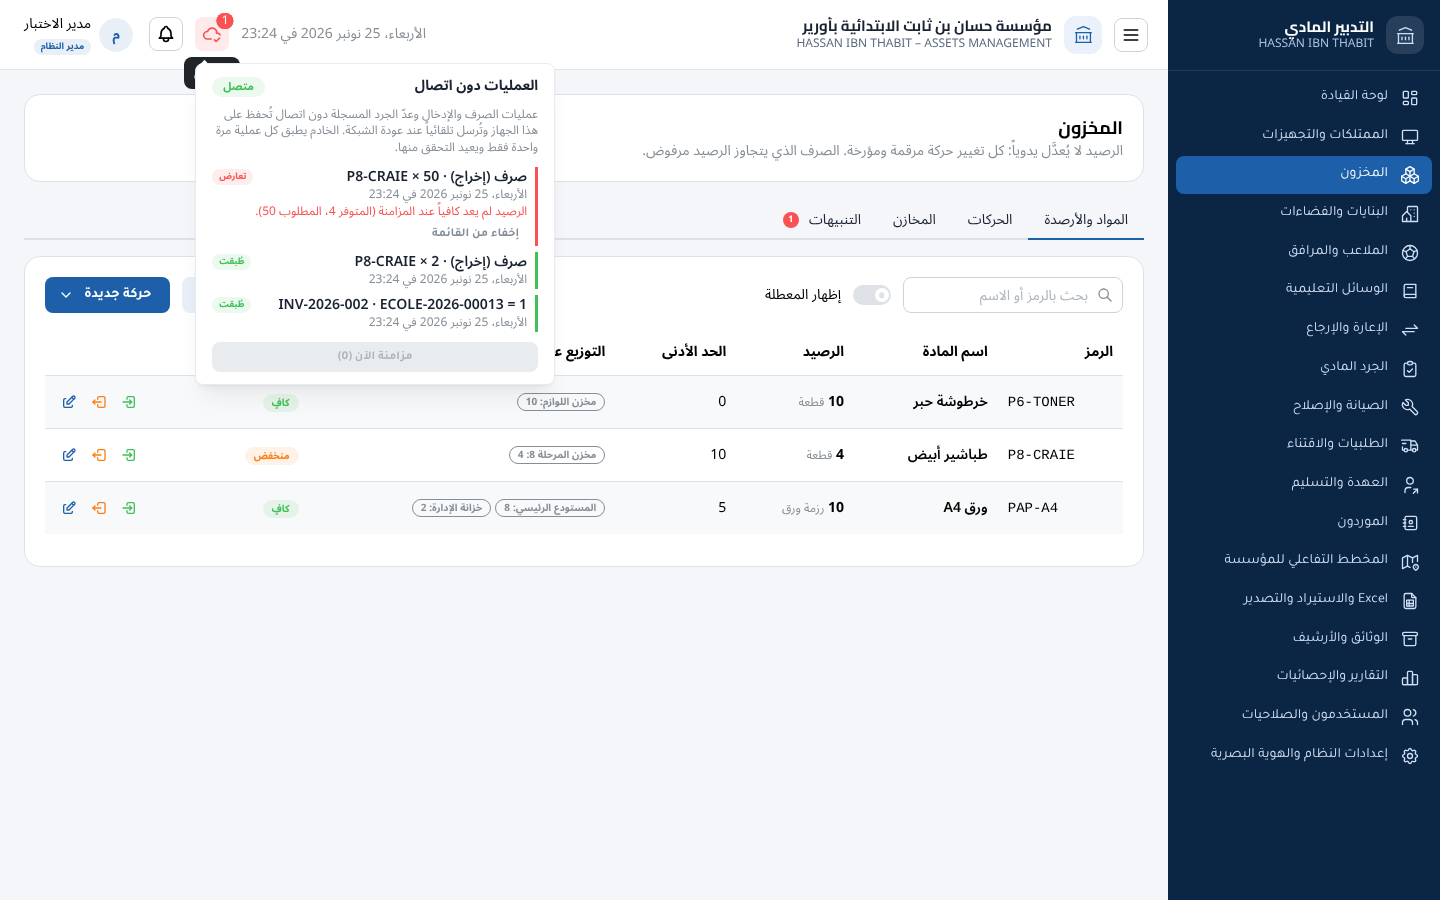 التدبير المادي
HASSAN IBN THABIT
لوحة القيادة
الممتلكات والتجهيزات
المخزون
البنايات والفضاءات
الملاعب والمرافق
الوسائل التعليمية
الإعارة والإرجاع
الجرد المادي
الصيانة والإصلاح
الطلبيات والاقتناء
العهدة والتسليم
الموردون
المخطط التفاعلي للمؤسسة
Excel والاستيراد والتصدير
الوثائق والأرشيف
التقارير والإحصائيات
المستخدمون والصلاحيات
إعدادات النظام والهوية البصرية
مؤسسة حسان بن ثابت الابتدائية بأورير
HASSAN IBN THABIT – ASSETS MANAGEMENT
الأربعاء، 25 نونبر 2026 في 23:24
1
م
مدير الاختبار
مدير النظام
المخزون
الرصيد لا يُعدَّل يدوياً: كل تغيير حركة مرقمة ومؤرخة. الصرف الذي يتجاوز الرصيد مرفوض.
المواد والأرصدة
الحركات
المخازن
التنبيهات 1
بحث بالرمز أو الاسم
إظهار المعطلة
حركة جديدة
العمليات دون اتصال
متصل
عمليات الصرف والإدخال وعدّ الجرد المسجلة دون اتصال تُحفظ على
هذا الجهاز وتُرسل تلقائياً عند عودة الشبكة. الخادم يطبق كل عملية مرة
واحدة فقط ويعيد التحقق منها.
صرف (إخراج) · P8-CRAIE × 50 تعارض
الأربعاء، 25 نونبر 2026 في 23:24
الرصيد لم يعد كافياً عند المزامنة (المتوفر 4، المطلوب 50).
إخفاء من القائمة
صرف (إخراج) · P8-CRAIE × 2 طُبقت
الأربعاء، 25 نونبر 2026 في 23:24
INV-2026-002 · ECOLE-2026-00013 = 1 طُبقت
الأربعاء، 25 نونبر 2026 في 23:24
مزامنة الآن (0)
الرمز اسم المادة الرصيد الحد الأدنى التوزيع
P6-TONER خرطوشة حبر 10 قطعة 0 مخزن اللوازم: 10 كافٍ
P8-CRAIE طباشير أبيض 4 قطعة 10 مخزن المرحلة 8: 4 منخفض
PAP-A4 ورق A4 10 رزمة ورق 5 المستودع الرئيسي: 8 خزانة الإدارة: 2 كافٍ